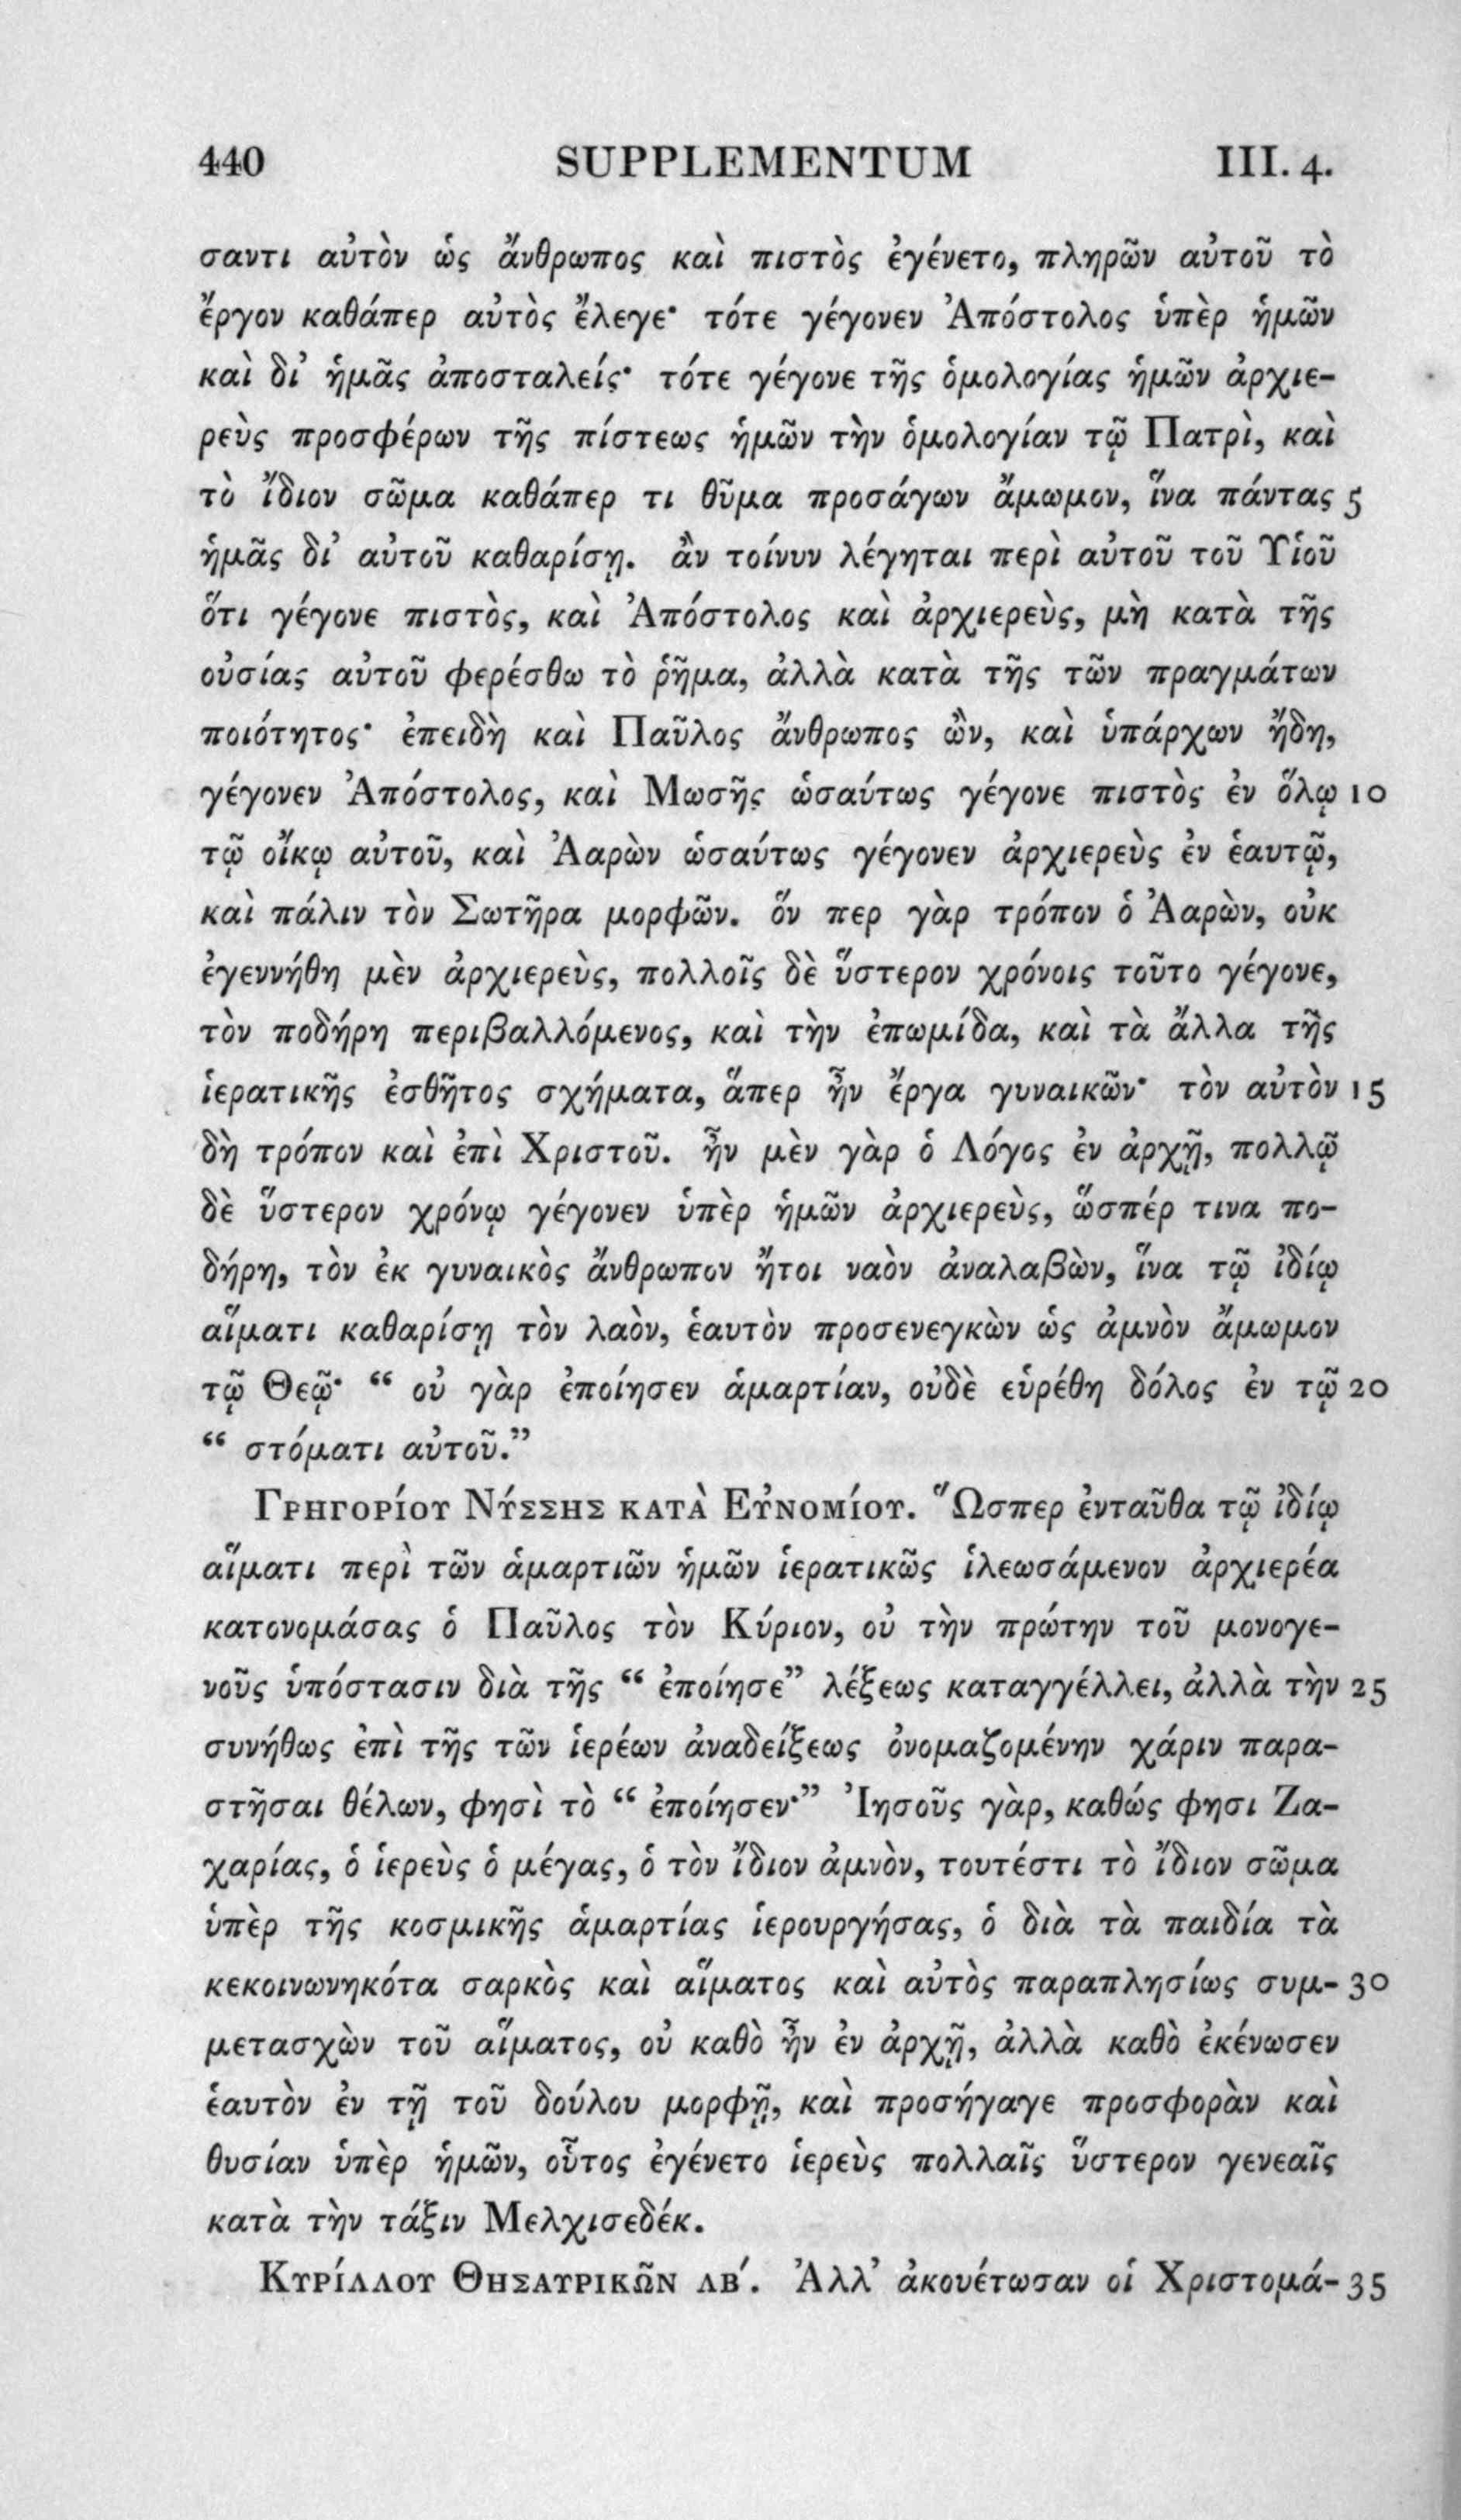 440 SUPPLEMENTUM III. 4.
σαντι αὐτὸν ὡς ἄνθρωπος καὶ πιστὸς ἐγένετο, πληρῶν αὐτοῦ τὸ
ἔργον καθάπερ αὐτὸς ἔλεγε· τότε γέγονεν Ἀπόστολος ὑπὲρ ἡμῶν
καὶ δι’ ἡμᾶς ἀποσταλείς· τότε γέγονε τῆς ὁμολογίας ἡμῶν ἀρχιε-
ρεὺς προσφέρων τῆς πίστεως ἡμῶν τὴν ὁμολογίαν τῷ Πατρὶ, καὶ
τὸ ἴδιον σῶμα καθάπερ τι θῦμα προσάγων ἄμωμον, ἵνα πάντας 5
ἡμᾶς δι’ αὐτοῦ καθαρίσῃ. ἂν τοίνυν λέγηται περὶ αὐτοῦ τοῦ Υἱοῦ
ὅτι γέγονε πιστὸς, καὶ Ἀπόστολος καὶ ἀρχιερεὺς, μὴ κατὰ τῆς
οὐσίας αὐτοῦ φερέσθω τὸ ῥῆμα, ἀλλὰ κατὰ τῆς τῶν πραγμάτων
ποιότητος· ἐπειδὴ καὶ Παῦλος ἄνθρωπος ὢν, καὶ ὑπάρχων ἤδη,
γέγονεν Ἀπόστολος, καὶ Μωσῆς ὡσαύτως γέγονε πιστὸς ἐν ὅλῳ 10
τῷ οἴκῳ αὐτοῦ, καὶ Ἀαρὼν ὡσαύτως γέγονεν ἀρχιερεὺς ἐν ἑαυτῷ,
καὶ πάλιν τὸν Σωτῆρα μορφῶν. ὅν περ γὰρ τρόπον ὁ Ἀαρὼν, οὐκ
ἐγεννήθη μὲν ἀρχιερεὺς, πολλοῖς δὲ ὕστερον χρόνοις τοῦτο γέγονε,
τὸν ποδήρη περιβαλλόμενος, καὶ τὴν ἐπωμίδα, καὶ τὰ ἄλλα τῆς
ἱερατικῆς ἐσθῆτος σχήματα, ἅπερ ἦν ἔργα γυναικῶν· τὸν αὐτὸν 15
δὴ τρόπον καὶ ἐπὶ Χριστοῦ. ἦν μὲν γὰρ ὁ Λόγος ἐν ἀρχῇ, πολλῷ
δὲ ὕστερον χρόνῳ γέγονεν ὑπὲρ ἡμῶν ἀρχιερεὺς, ὥσπέρ τινα πο-
δήρη, τὸν ἐκ γυναικὸς ἄνθρωπον ἤτοι ναὸν ἀναλαβὼν, ἵνα τῷ ἰδίῳ
αἵματι καθαρίσῃ τὸν λαὸν, ἑαυτὸν προσενεγκὼν ὡς ἀμνὸν ἄμωμον
τῷ Θεῷ· “ οὐ γὰρ ἐποίησεν ἁμαρτίαν, οὐδὲ εὑρέθη δόλος ἐν τῷ 20
“ στόματι αὐτοῦ.”
Γρηγορίου Νύσσης κατὰ Εὐνομίου. Ὥσπερ ἐνταῦθα τῷ ἰδίῳ
αἵματι περὶ τῶν ἁμαρτιῶν ἡμῶν ἱερατικῶς ἱλεωσάμενον ἀρχιερέα
κατονομάσας ὁ Παῦλος τὸν Κύριον, οὐ τὴν πρώτην τοῦ μονογε-
νοῦς ὑπόστασιν διὰ τῆς “ ἐποίησε” λέξεως καταγγέλλει, ἀλλὰ τὴν 25
συνήθως ἐπὶ τῆς τῶν ἱερέων ἀναδείξεως ὀνομαζομένην χάριν παρα-
στῆσαι θέλων, φησὶ τὸ “ ἐποίησεν·” Ἰησοῦς γὰρ, καθώς φησι Ζα-
χαρίας, ὁ ἱερεὺς ὁ μέγας, ὁ τὸν ἴδιον ἀμνὸν, τουτέστι τὸ ἴδιον σῶμα
ὑπὲρ τῆς κοσμικῆς ἁμαρτίας ἱερουργήσας, ὁ διὰ τὰ παιδία τὰ
κεκοινωνηκότα σαρκὸς καὶ αἵματος καὶ αὐτὸς παραπλησίως συμ- 30
μετασχὼν τοῦ αἵματος, οὐ καθὸ ἦν ἐν ἀρχῇ, ἀλλὰ καθὸ ἐκένωσεν
ἑαυτὸν ἐν τῇ τοῦ δούλου μορφῇ, καὶ προσήγαγε προσφορὰν καὶ
θυσίαν ὑπὲρ ἡμῶν, οὗτος ἐγένετο ἱερεὺς πολλαῖς ὕστερον γενεαῖς
κατὰ τὴν τάξιν Μελχισεδέκ.
Κυρίλλου Θησαυρικῶν λβ′. Ἀλλ’ ἀκουέτωσαν οἱ Χριστομά- 35